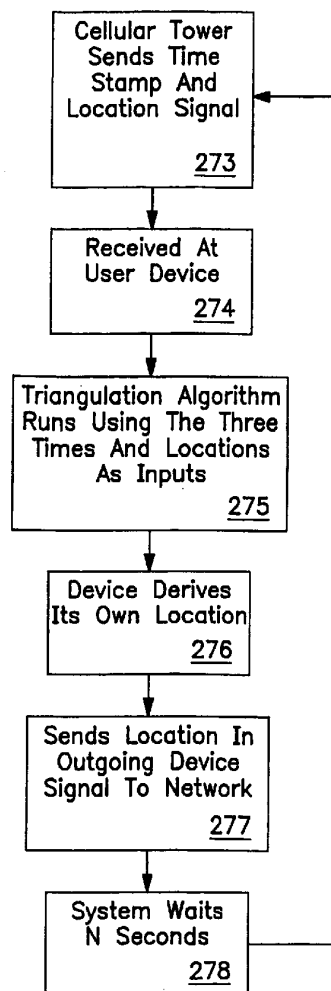 Cellular Tower
Sends Time
Stamp And
Location Signal
273
Received At
User Device
274
Triangulation Algorithm
Runs Using The Three
Times And Locations
As Inputs
275
Device Derives
Its Own Location
276
Sends Location In
Outgoing Device
Signal To Network
277
System Waits
N Seconds
278